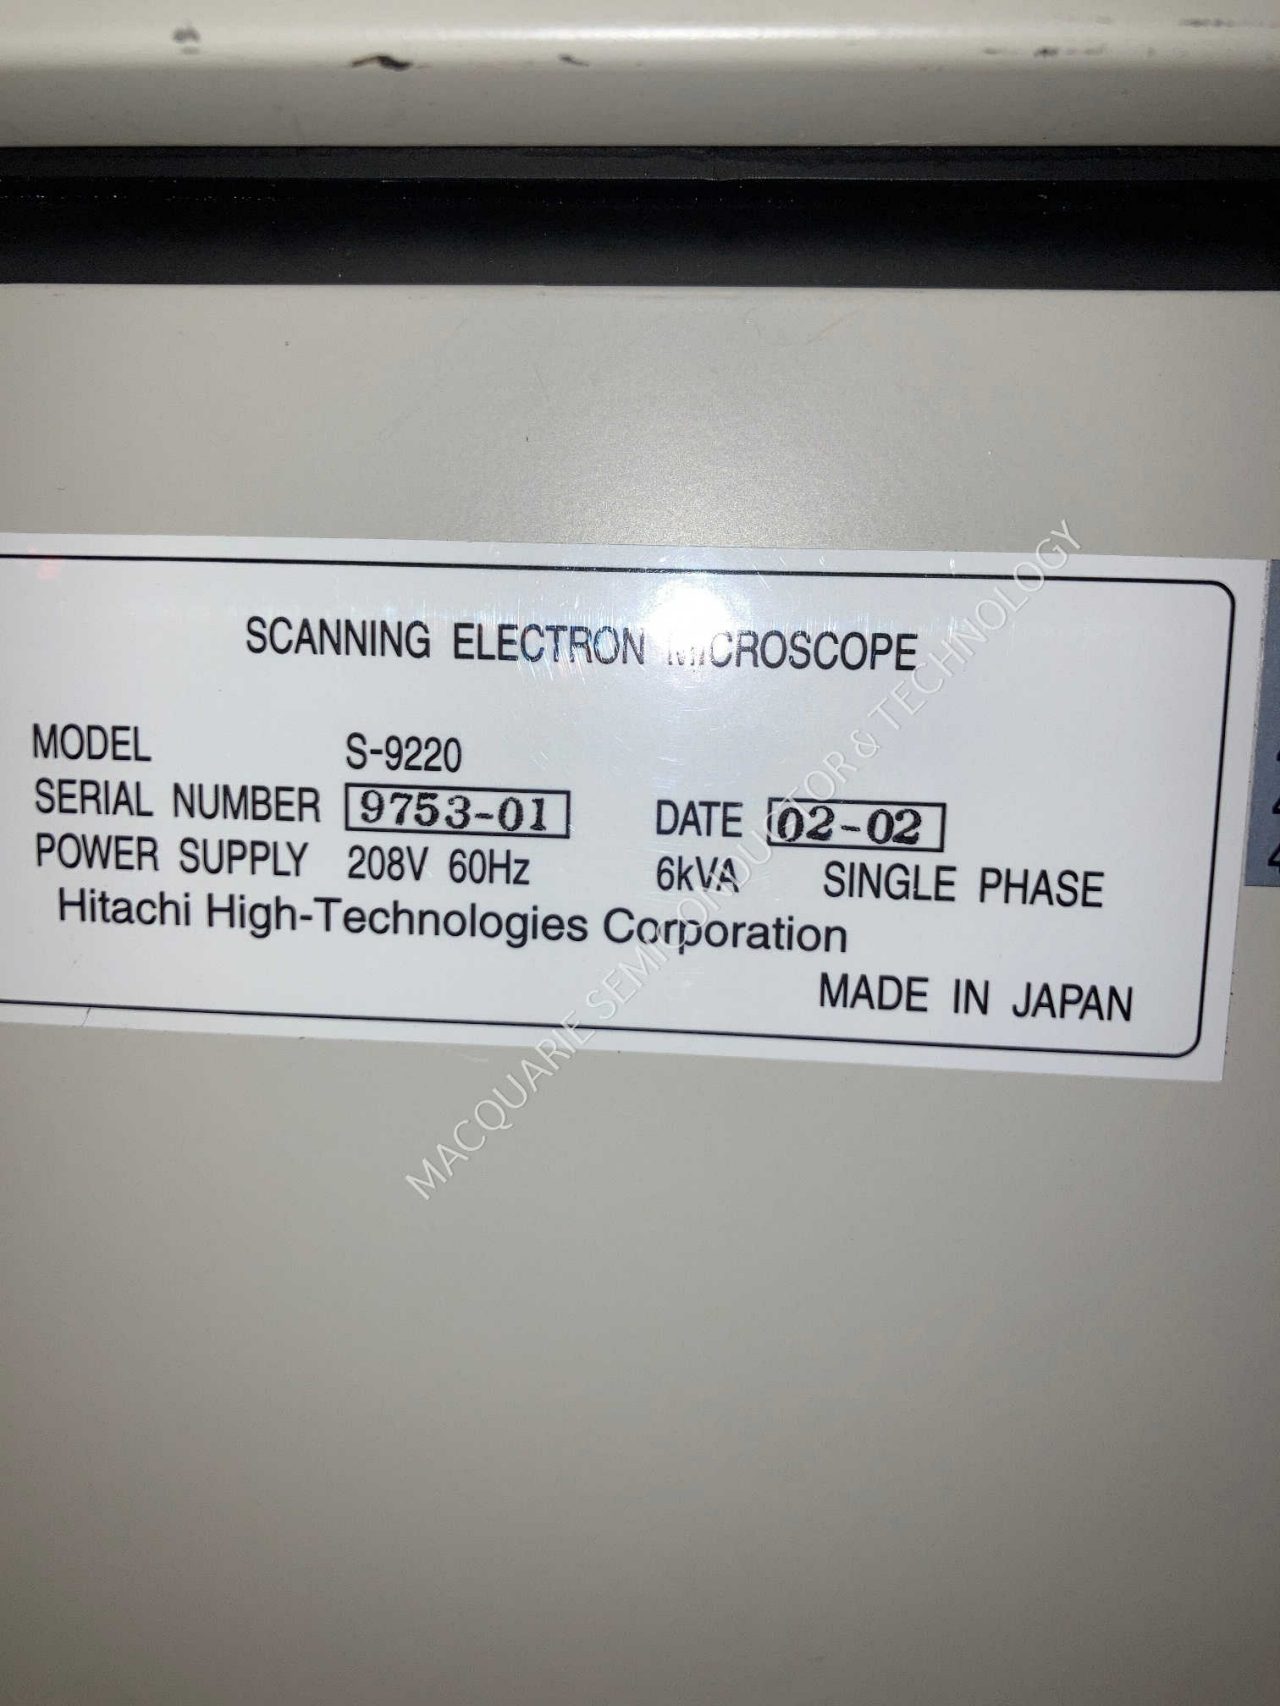 SCANNING ELECTRON MICROSCOPE
MODEL S-9220
SERIAL NUMBER 9753-01 DATE 02-02
POWER SUPPLY 208V 60Hz 6kVA SINGLE PHASE
Hitachi High-Technologies Corporation
MADE IN JAPAN
MACQUARIE SEMICONDUCTOR & TECHNOLOGY